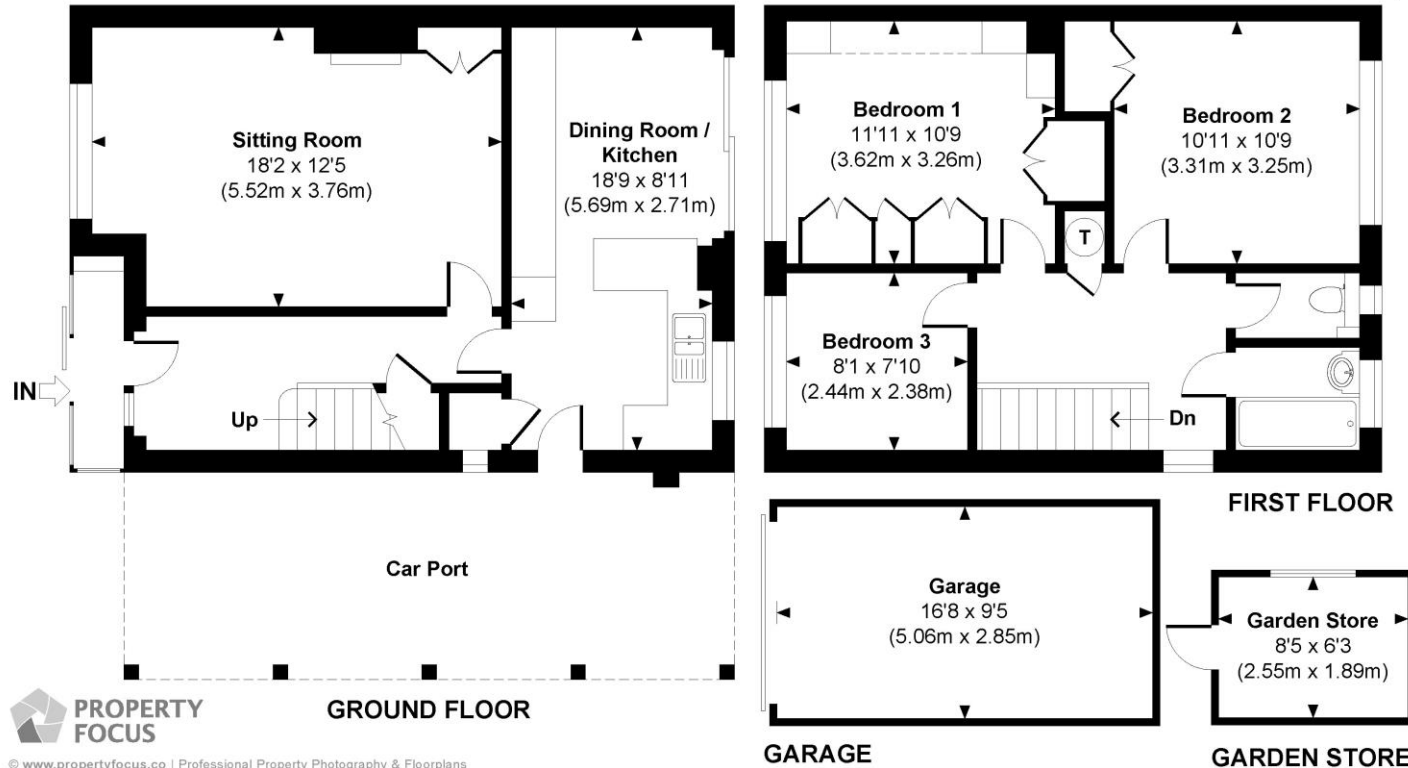 Sitting Room
18'2 x 12'5
(5.52m x 3.76m)
Dining Room /
Kitchen
18'9 x 8'11
(5.69m x 2.71m)
IN
Up
Car Port
GROUND FLOOR
Bedroom 1
11'11 x 10'9
(3.62m x 3.26m)
Bedroom 2
10'11 x 10'9
(3.31m x 3.25m)
T
Bedroom 3
8'1 x 7'10
(2.44m x 2.38m)
Dn
FIRST FLOOR
Garage
16'8 x 9'5
(5.06m x 2.85m)
GARAGE
Garden Store
8'5 x 6'3
(2.55m x 1.89m)
GARDEN STORE
PROPERTY
FOCUS
© www.propertyfocus.co | Professional Property Photography & Floorplans